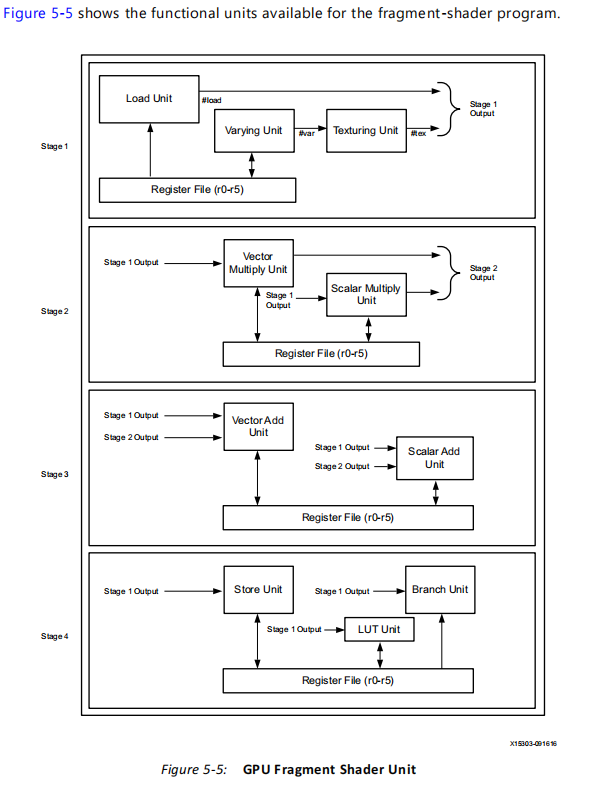 Figure 5-5 shows the functional units available for the fragment-shader program.
Stage 1
Load Unit
#load
Varying Unit
#var
Texturing Unit
#tex
Stage 1
Output
Register File (r0-r5)
Stage 2
Stage 1 Output
Vector
Multiply Unit
Stage 1
Output
Scalar Multiply
Unit
Stage 2
Output
Register File (r0-r5)
Stage 3
Stage 1 Output
Stage 2 Output
Vector Add
Unit
Stage 1 Output
Stage 2 Output
Scalar Add
Unit
Register File (r0-r5)
Stage 4
Stage 1 Output
Store Unit
Stage 1 Output
Branch Unit
Stage 1 Output
LUT Unit
Register File (r0-r5)
X15303-091616
Figure 5-5: GPU Fragment Shader Unit